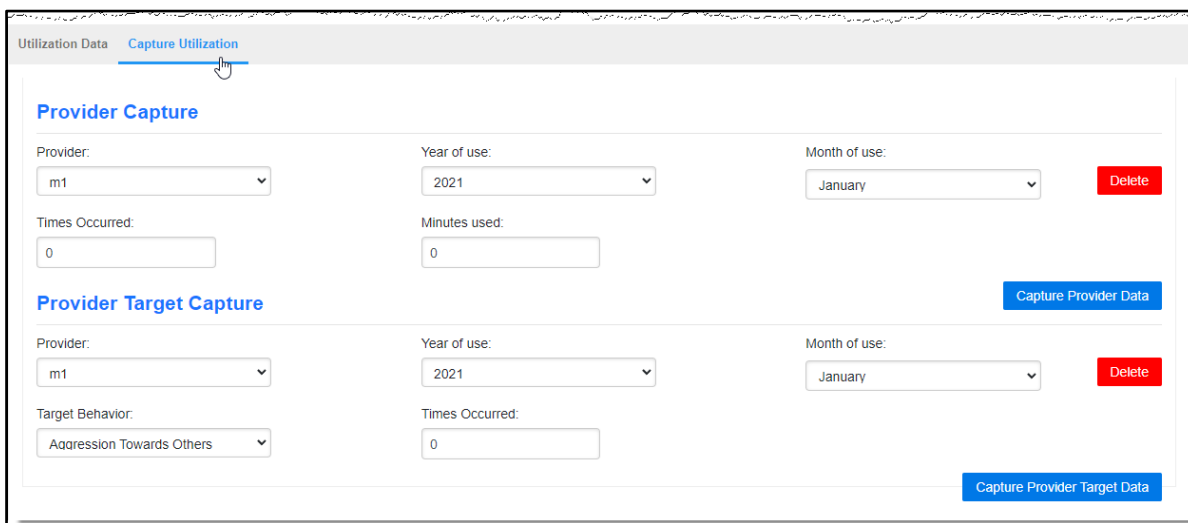 Utilization Data Capture Utilization
Provider Capture
Provider: Year of use: Month of use:
m1 2021 January Delete
Times Occurred: Minutes used:
0 0
Capture Provider Data
Provider Target Capture
Provider: Year of use: Month of use:
m1 2021 January Delete
Target Behavior: Times Occurred:
Aggression Towards Others 0
Capture Provider Target Data